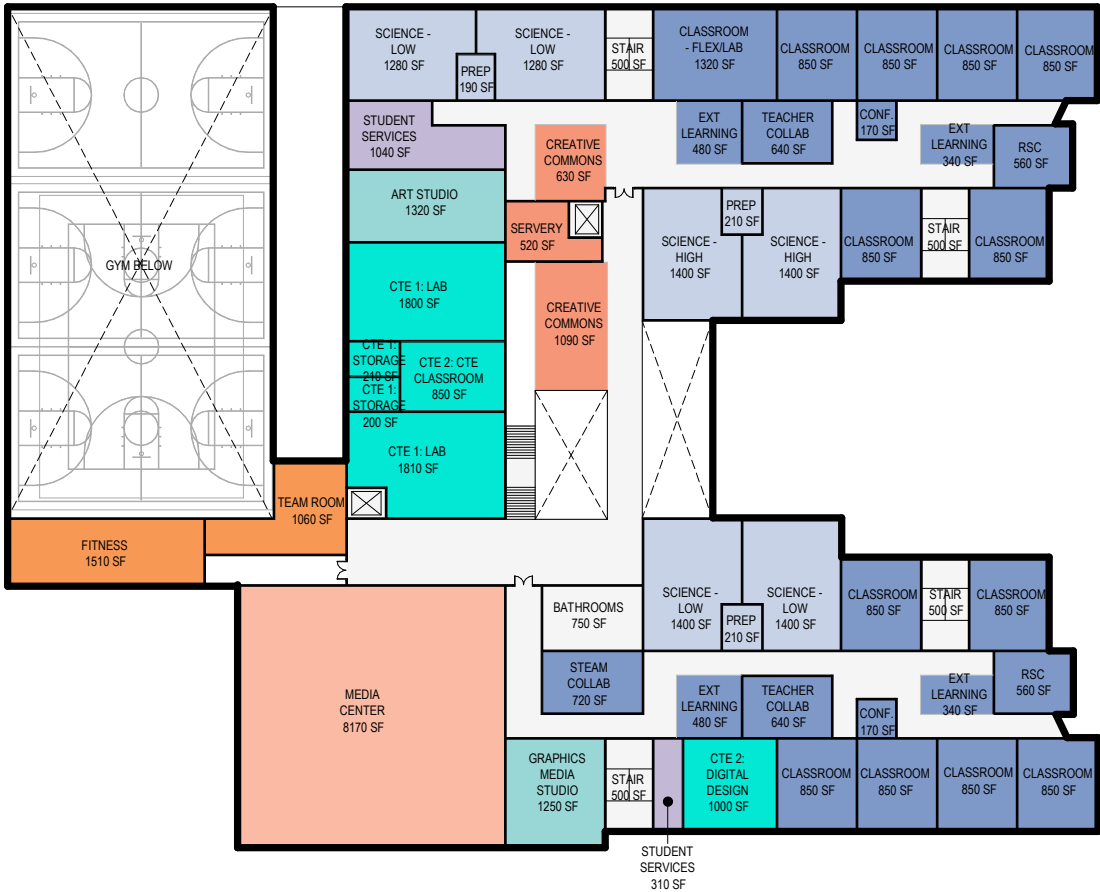 SCIENCE -
LOW
1280 SF
PREP
190 SF
SCIENCE -
LOW
1280 SF
STAIR
500 SF
CLASSROOM
- FLEX/LAB
1320 SF
CLASSROOM
850 SF
CLASSROOM
850 SF
CLASSROOM
850 SF
CLASSROOM
850 SF
STUDENT
SERVICES
1040 SF
CREATIVE
COMMONS
630 SF
EXT
LEARNING
480 SF
TEACHER
COLLAB
640 SF
CONF.
170 SF
EXT
LEARNING
340 SF
RSC
560 SF
ART STUDIO
1320 SF
SERVERY
520 SF
SCIENCE -
HIGH
1400 SF
PREP
210 SF
SCIENCE -
HIGH
1400 SF
CLASSROOM
850 SF
STAIR
500 SF
CLASSROOM
850 SF
GYM BELOW
CTE 1: LAB
1800 SF
CREATIVE
COMMONS
1090 SF
CTE 1:
STORAGE
210 SF
CTE 2: CTE
CLASSROOM
850 SF
CTE 1:
STORAGE
200 SF
CTE 1: LAB
1810 SF
TEAM ROOM
1060 SF
FITNESS
1510 SF
BATHROOMS
750 SF
SCIENCE -
LOW
1400 SF
PREP
210 SF
SCIENCE -
LOW
1400 SF
CLASSROOM
850 SF
STAIR
500 SF
CLASSROOM
850 SF
MEDIA
CENTER
8170 SF
STEAM
COLLAB
720 SF
EXT
LEARNING
480 SF
TEACHER
COLLAB
640 SF
CONF.
170 SF
EXT
LEARNING
340 SF
RSC
560 SF
GRAPHICS
MEDIA
STUDIO
1250 SF
STAIR
500 SF
CTE 2:
DIGITAL
DESIGN
1000 SF
CLASSROOM
850 SF
CLASSROOM
850 SF
CLASSROOM
850 SF
CLASSROOM
850 SF
STUDENT
SERVICES
310 SF